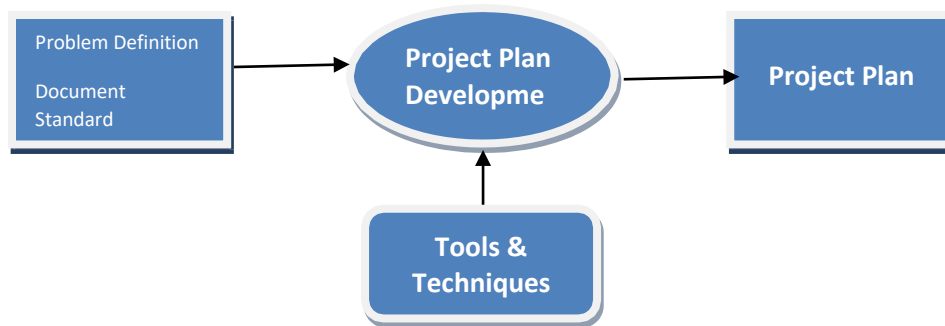 Problem Definition
Document
Standard
Project Plan
Developme
Project Plan
Tools &
Techniques